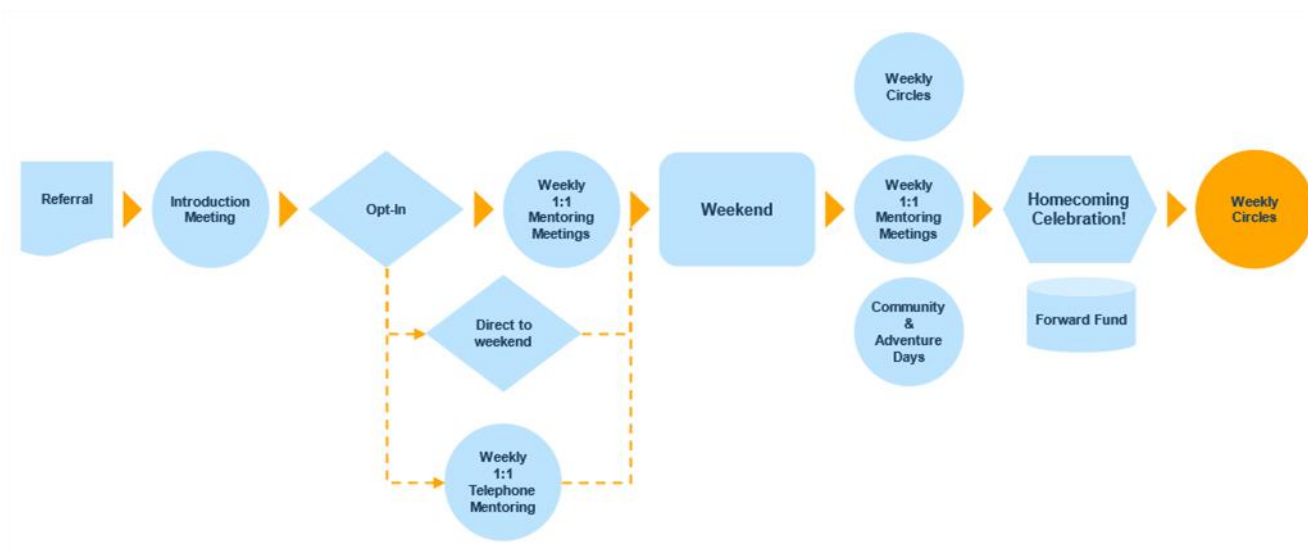 Referral
Introduction
Meeting
Opt-In
Weekly
1:1
Mentoring
Meetings
Direct to
weekend
Weekly
1:1
Telephone
Mentoring
Weekend
Weekly
Circles
Weekly
1:1
Mentoring
Meetings
Community
&
Adventure
Days
Homecoming
Celebration!
Forward Fund
Weekly
Circles